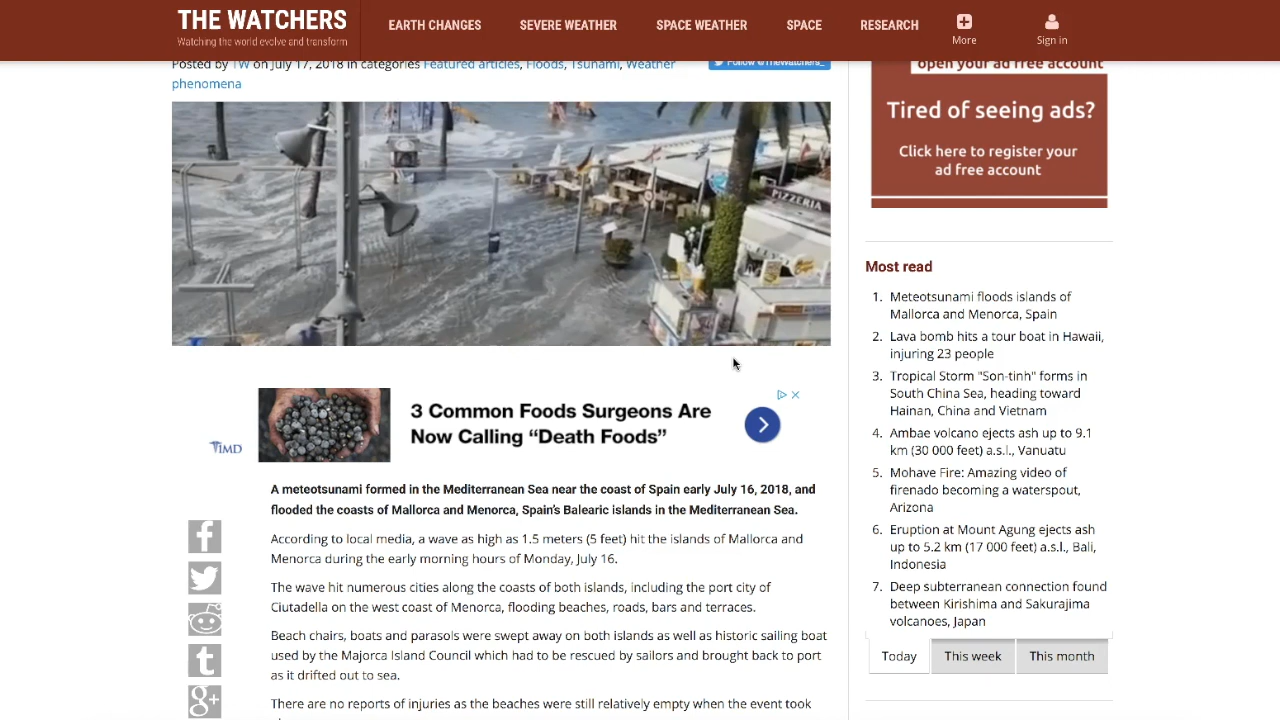 THE WATCHERS
Watching the world evolve and transform
EARTH CHANGES
SEVERE WEATHER
SPACE WEATHER
SPACE
RESEARCH
More
Sign in
Posted by TW on July 17, 2018 in categories Featured articles, Floods, Tsunami, Weather
phenomena
Follow @TheWatchers_
PIZZERIA
3 Common Foods Surgeons Are
Now Calling “Death Foods”
IMD
A meteotsunami formed in the Mediterranean Sea near the coast of Spain early July 16, 2018, and
flooded the coasts of Mallorca and Menorca, Spain's Balearic islands in the Mediterranean Sea.
According to local media, a wave as high as 1.5 meters (5 feet) hit the islands of Mallorca and
Menorca during the early morning hours of Monday, July 16.
The wave hit numerous cities along the coasts of both islands, including the port city of
Ciutadella on the west coast of Menorca, flooding beaches, roads, bars and terraces.
Beach chairs, boats and parasols were swept away on both islands as well as historic sailing boat
used by the Majorca Island Council which had to be rescued by sailors and brought back to port
as it drifted out to sea.
There are no reports of injuries as the beaches were still relatively empty when the event took
open your ad free account
Tired of seeing ads?
Click here to register your
ad free account
Most read
1. Meteotsunami floods islands of
Mallorca and Menorca, Spain
2. Lava bomb hits a tour boat in Hawaii,
injuring 23 people
3. Tropical Storm "Son-tinh" forms in
South China Sea, heading toward
Hainan, China and Vietnam
4. Ambae volcano ejects ash up to 9.1
km (30 000 feet) a.s.l., Vanuatu
5. Mohave Fire: Amazing video of
firenado becoming a waterspout,
Arizona
6. Eruption at Mount Agung ejects ash
up to 5.2 km (17 000 feet) a.s.l., Bali,
Indonesia
7. Deep subterranean connection found
between Kirishima and Sakurajima
volcanoes, Japan
Today
This week
This month